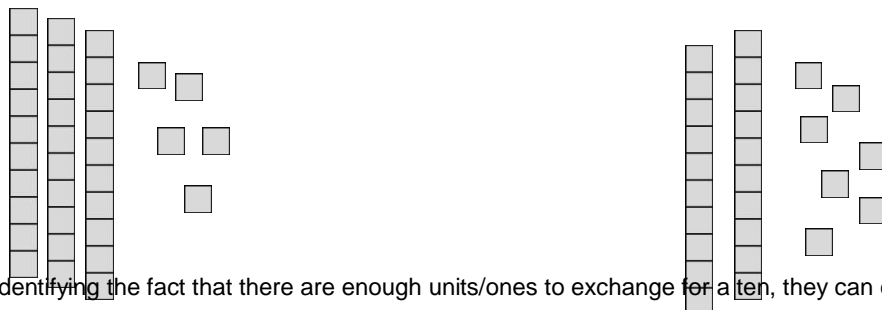 dentifying the fact that there are enough units/ones to exchange for a ten, they can